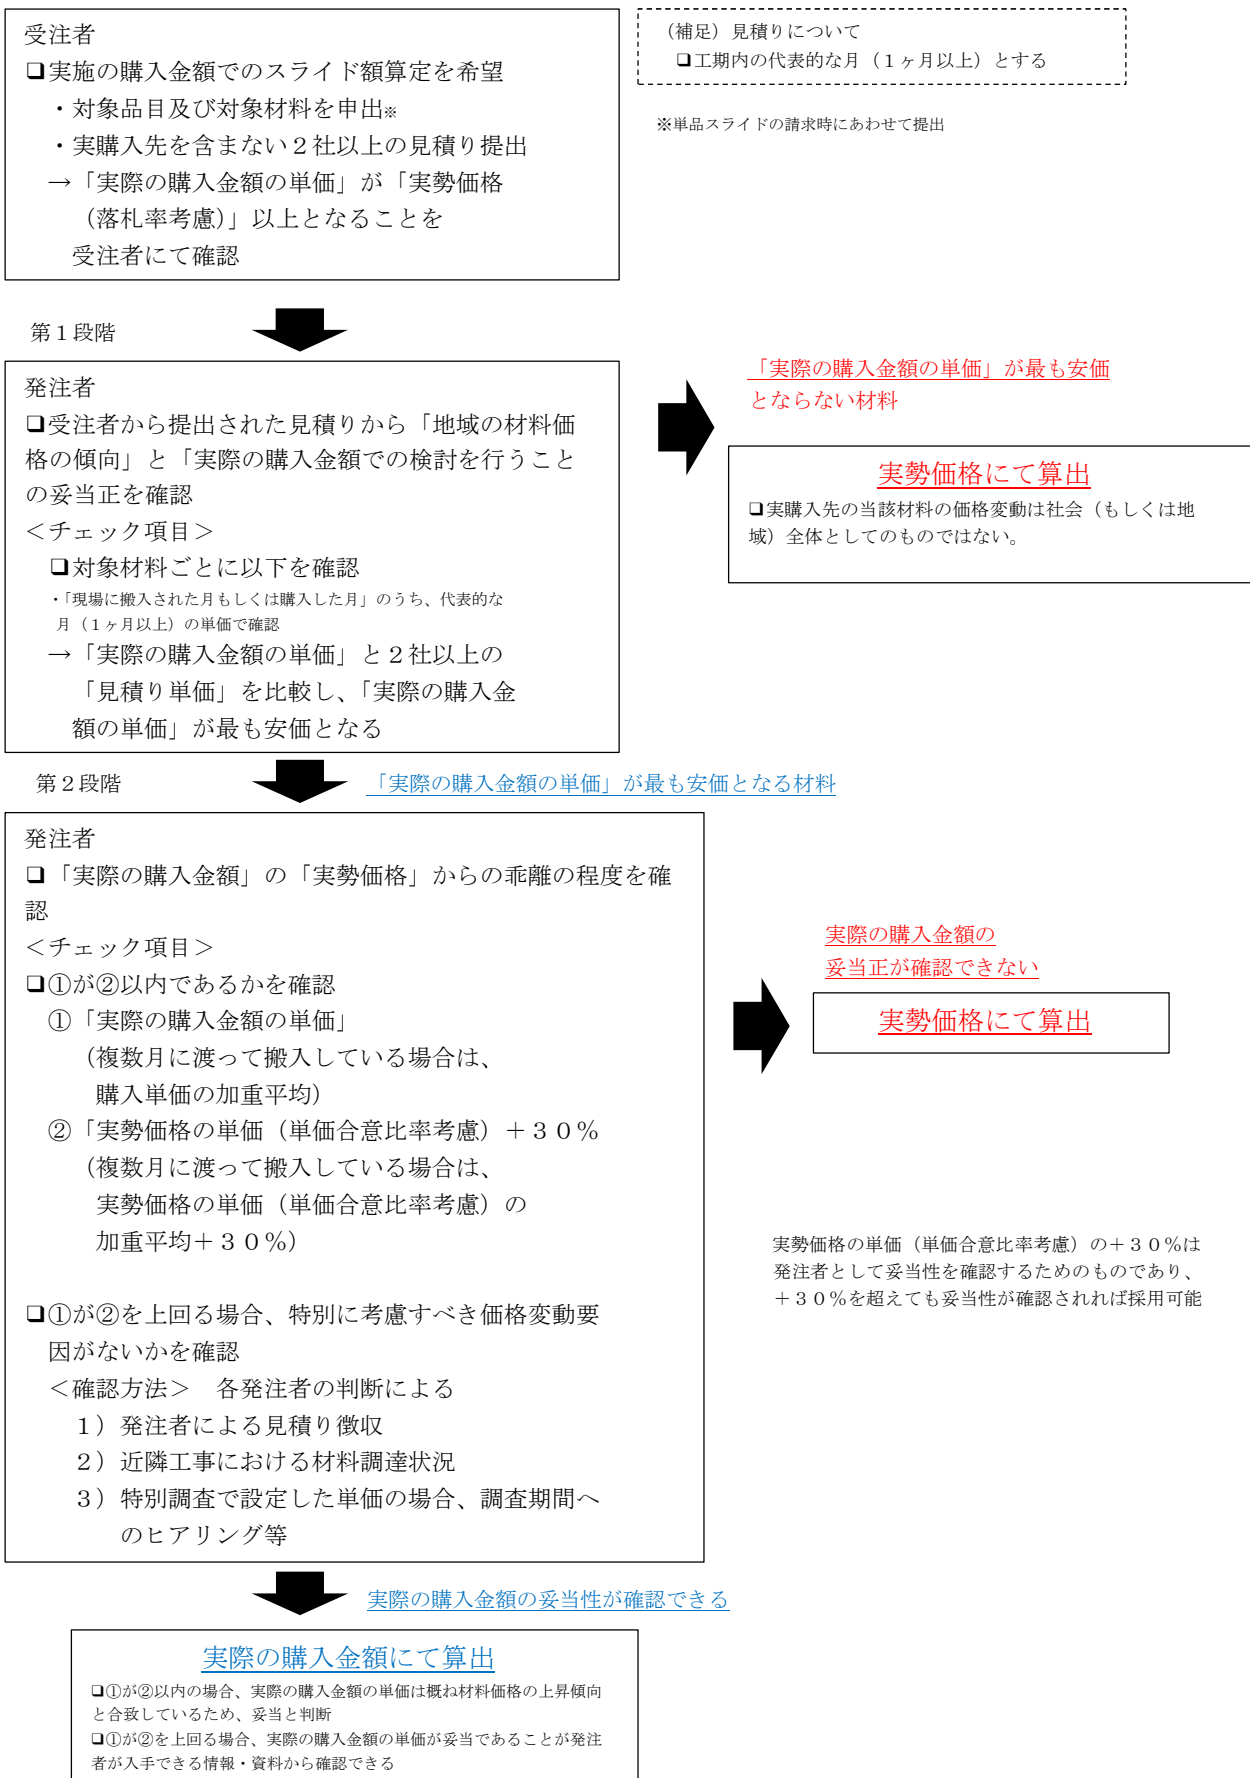 受注者
❑実施の購入金額でのスライド額算定を希望
・対象品目及び対象材料を申出※
・実購入先を含まない２社以上の見積り提出
→「実際の購入金額の単価」が「実勢価格
（落札率考慮）」以上となることを
受注者にて確認
（補足）見積りについて
❑工期内の代表的な月（１ヶ月以上）とする
※単品スライドの請求時にあわせて提出
第１段階
発注者
❑受注者から提出された見積りから「地域の材料価
格の傾向」と「実際の購入金額での検討を行うこと
の妥当正を確認
＜チェック項目＞
❑対象材料ごとに以下を確認
・「現場に搬入された月もしくは購入した月」のうち、代表的な
月（１ヶ月以上）の単価で確認
→「実際の購入金額の単価」と２社以上の
「見積り単価」を比較し、「実際の購入金
額の単価」が最も安価となる
「実際の購入金額の単価」が最も安価
とならない材料
実勢価格にて算出
❑実購入先の当該材料の価格変動は社会（もしくは地
域）全体としてのものではない。
第２段階
「実際の購入金額の単価」が最も安価となる材料
発注者
❑「実際の購入金額」の「実勢価格」からの乖離の程度を確
認
＜チェック項目＞
❑①が②以内であるかを確認
①「実際の購入金額の単価」
（複数月に渡って搬入している場合は、
購入単価の加重平均）
②「実勢価格の単価（単価合意比率考慮）＋３０％
（複数月に渡って搬入している場合は、
実勢価格の単価（単価合意比率考慮）の
加重平均＋３０％）
❑①が②を上回る場合、特別に考慮すべき価格変動要
因がないかを確認
＜確認方法＞　各発注者の判断による
１）発注者による見積り徴収
２）近隣工事における材料調達状況
３）特別調査で設定した単価の場合、調査期間へ
のヒアリング等
実際の購入金額の
妥当正が確認できない
実勢価格にて算出
実勢価格の単価（単価合意比率考慮）の＋３０％は
発注者として妥当性を確認するためのものであり、
＋３０％を超えても妥当性が確認されれば採用可能
実際の購入金額の妥当性が確認できる
実際の購入金額にて算出
❑①が②以内の場合、実際の購入金額の単価は概ね材料価格の上昇傾向
と合致しているため、妥当と判断
❑①が②を上回る場合、実際の購入金額の単価が妥当であることが発注
者が入手できる情報・資料から確認できる